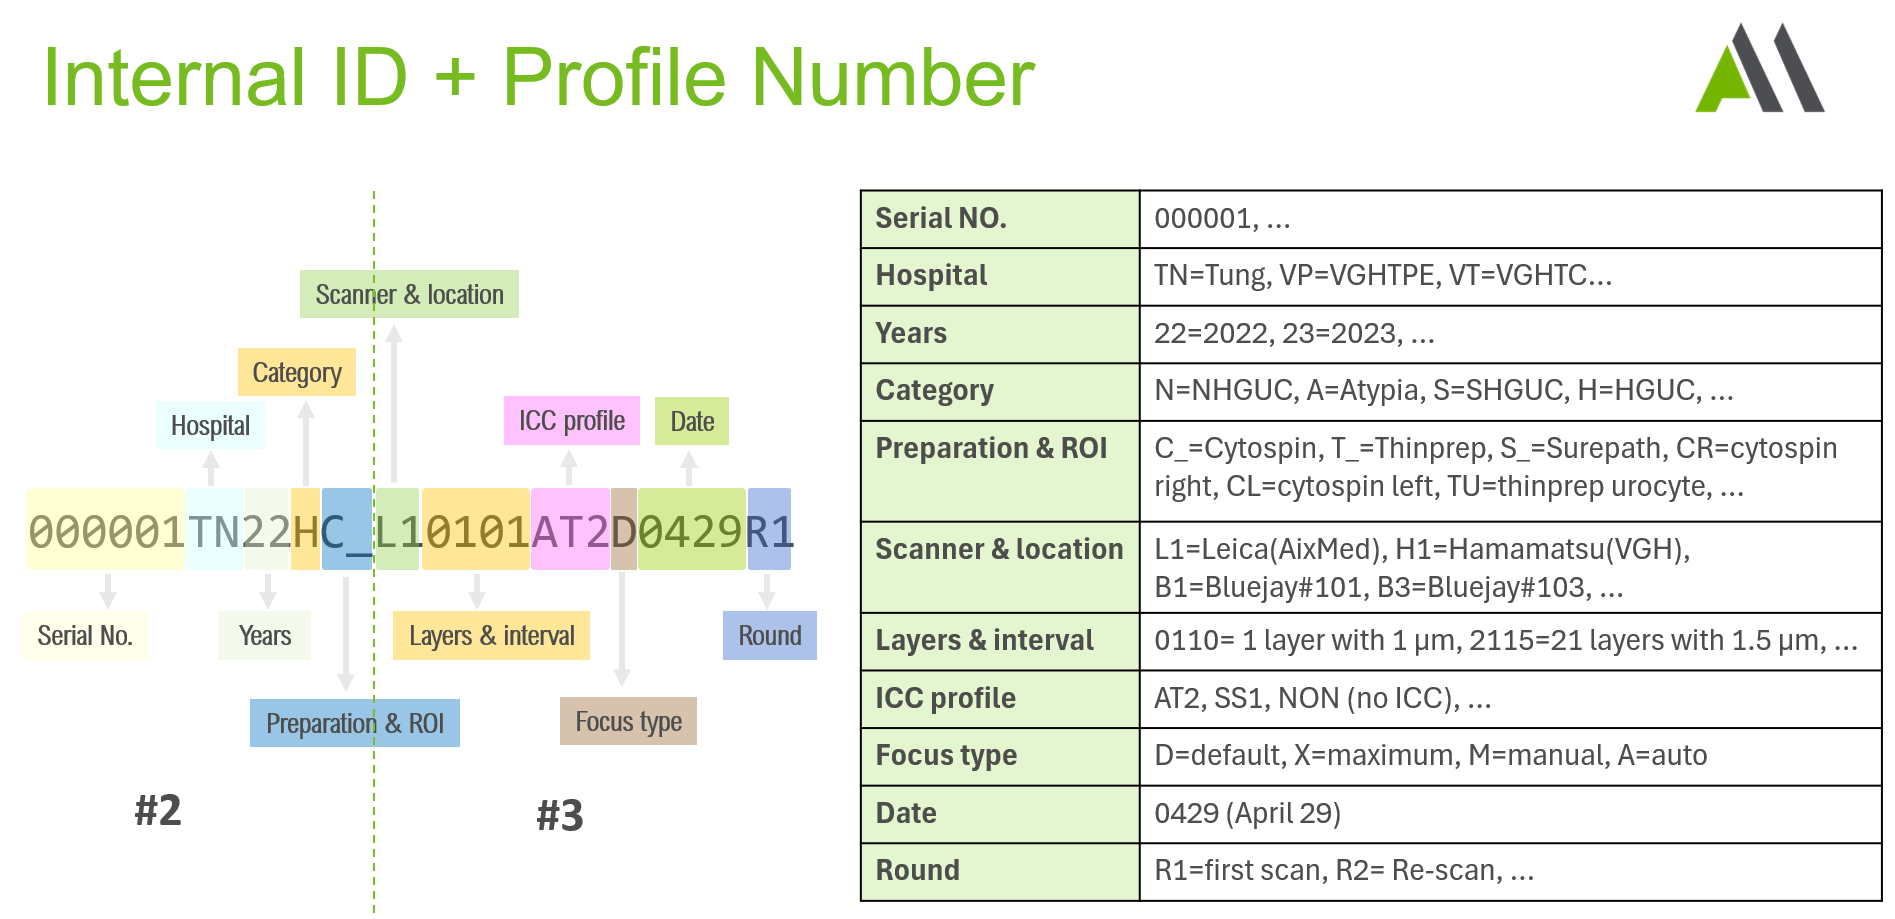 Internal ID + Profile Number
Scanner & location
Category
Hospital
ICC profile
Date
000001TN22HC_L10101AT2D0429R1
Serial No.
Years
Layers & interval
Round
Preparation & ROI
Focus type
#2
#3
Serial NO. 000001, ...
Hospital TN=Tung, VP=VGHTPE, VT=VGHTC...
Years 22=2022, 23=2023, ...
Category N=NHGUC, A=Atypia, S=SHGUC, H=HGUC, ...
Preparation & ROI C_=Cytospin, T_=Thinprep, S_=Surepath, CR=cytospin
right, CL=cytospin left, TU=thinprep urocyte, ...
Scanner & location L1=Leica(AixMed), H1=Hamamatsu(VGH),
B1=Bluejay#101, B3=Bluejay#103, ...
Layers & interval 0110= 1 layer with 1 µm, 2115=21 layers with 1.5 µm, ...
ICC profile AT2, SS1, NON (no ICC), ...
Focus type D=default, X=maximum, M=manual, A=auto
Date 0429 (April 29)
Round R1=first scan, R2= Re-scan, ...